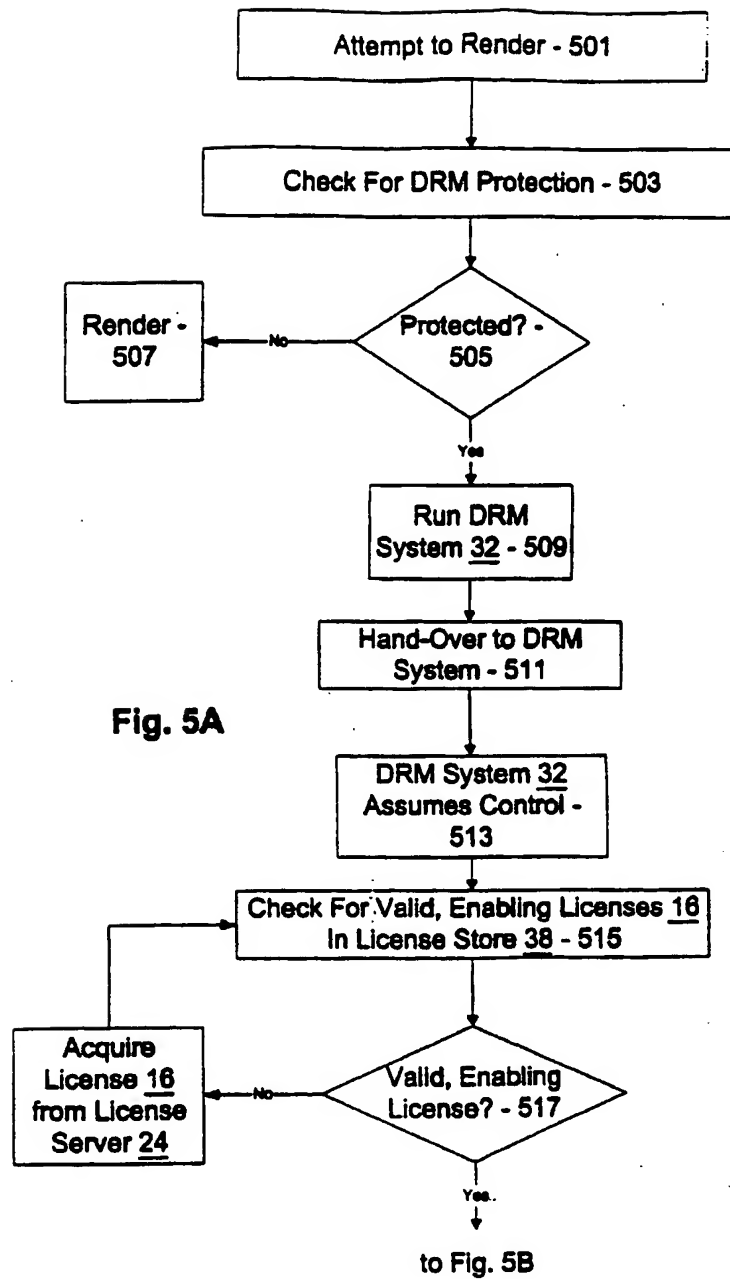 Attempt to Render - 501
Check For DRM Protection - 503
Protected? -
505
No
Render -
507
Yes
Run DRM
System 32 - 509
Hand-Over to DRM
System - 511
Fig. 5A
DRM System 32
Assumes Control -
513
Check For Valid, Enabling Licenses 16
In License Store 38 - 515
Valid, Enabling
License? - 517
No
Acquire
License 16
from License
Server 24
Yes..
to Fig. 5B